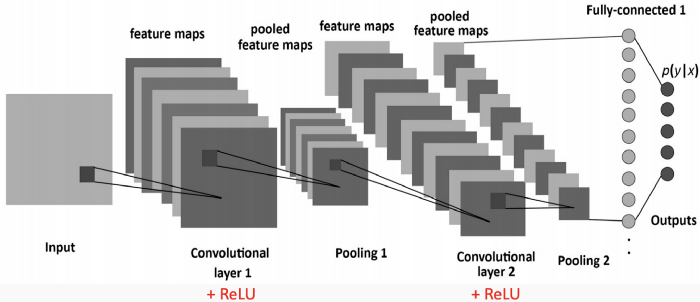 Fully-connected 1
pooled
feature maps
feature maps
pooled
feature maps
feature maps
p(y|x)
Outputs
Input
Convolutional
layer 1
Pooling 1
Convolutional
layer 2
Pooling 2
+ ReLU
+ ReLU